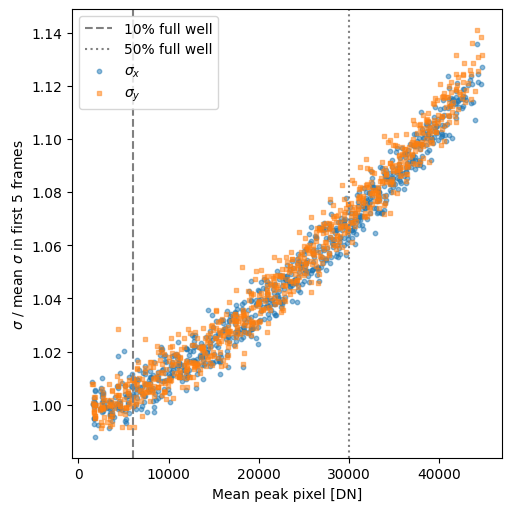 10% full well
50% full well
σx
σy
1.14
1.12
1.10
1.08
1.06
1.04
1.02
1.00
σ / mean σ in first 5 frames
0
10000
20000
30000
40000
Mean peak pixel [DN]